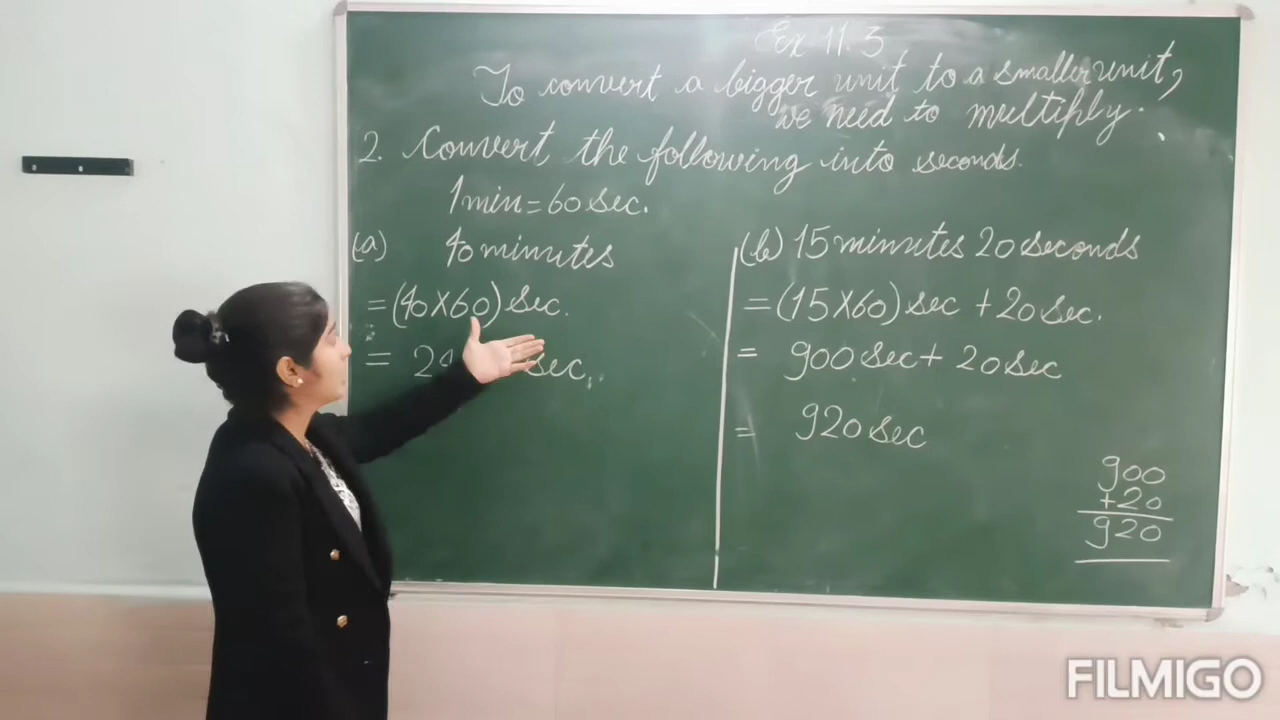 Ex 11.3
To convert a bigger unit to a smaller unit,
we need to multiply.
2. Convert the following into seconds.
1 min = 60 sec.
(a) 40 minutes
= (40 X 60) sec.
= sec.
(b) 15 minutes 20 seconds
= (15 X 60) sec + 20 sec.
= 900 sec + 20 sec
= 920 sec
900
+20
920
FILMIGO